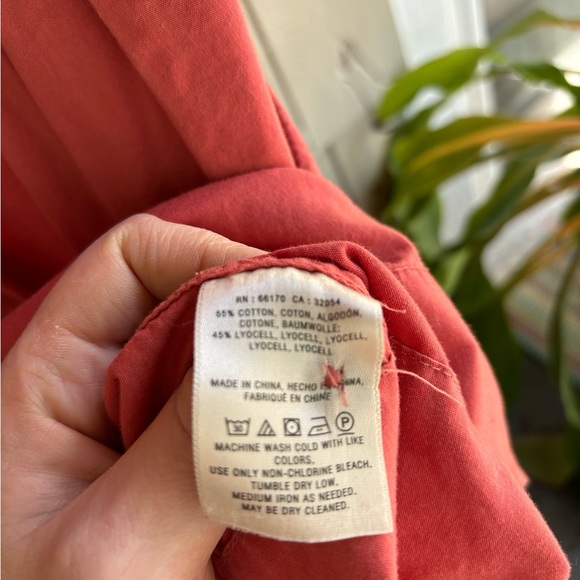 RN : 66170 CA : 32054
55% COTTON, COTON, ALGODÓN,
COTONE, BAUMWOLLE;
45% LYOCELL, LYOCELL, LYOCELL,
LYOCELL, LYOCELL
MADE IN CHINA, HECHO EN CHINA,
FABRIQUÉ EN CHINE
30 P
MACHINE WASH COLD WITH LIKE
COLORS.
USE ONLY NON-CHLORINE BLEACH.
TUMBLE DRY LOW.
MEDIUM IRON AS NEEDED.
MAY BE DRY CLEANED.